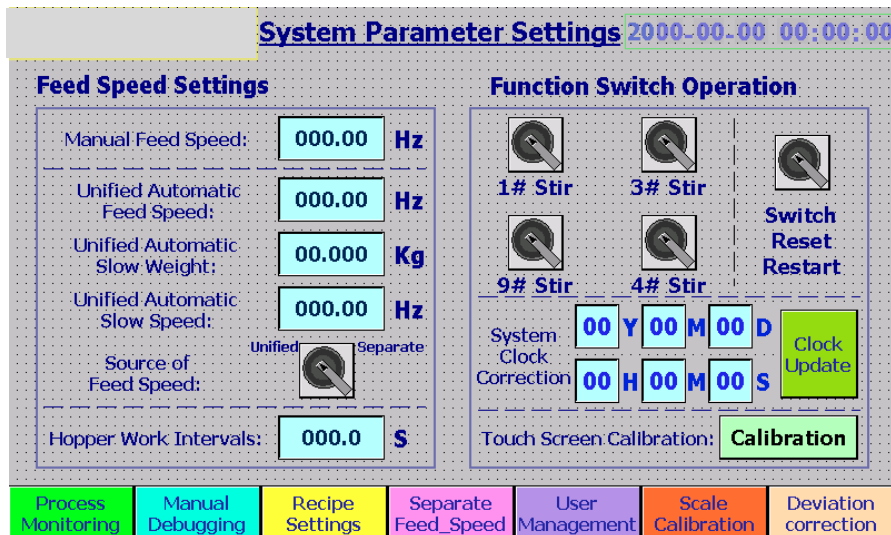 System Parameter Settings 2000-00-00 00:00:00
Feed Speed Settings
Manual Feed Speed: 000.00 Hz
Unified Automatic
Feed Speed: 000.00 Hz
Unified Automatic
Slow Weight: 00.000 Kg
Unified Automatic
Slow Speed: 000.00 Hz
Unified Separate
Source of
Feed Speed:
Hopper Work Intervals: 000.0 S
Function Switch Operation
1# Stir 3# Stir
9# Stir 4# Stir
Switch
Reset
Restart
System
Clock
Correction
00 Y 00 M 00 D
00 H 00 M 00 S
Clock
Update
Touch Screen Calibration: Calibration
Process
Monitoring
Manual
Debugging
Recipe
Settings
Separate
Feed_Speed
User
Management
Scale
Calibration
Deviation
correction